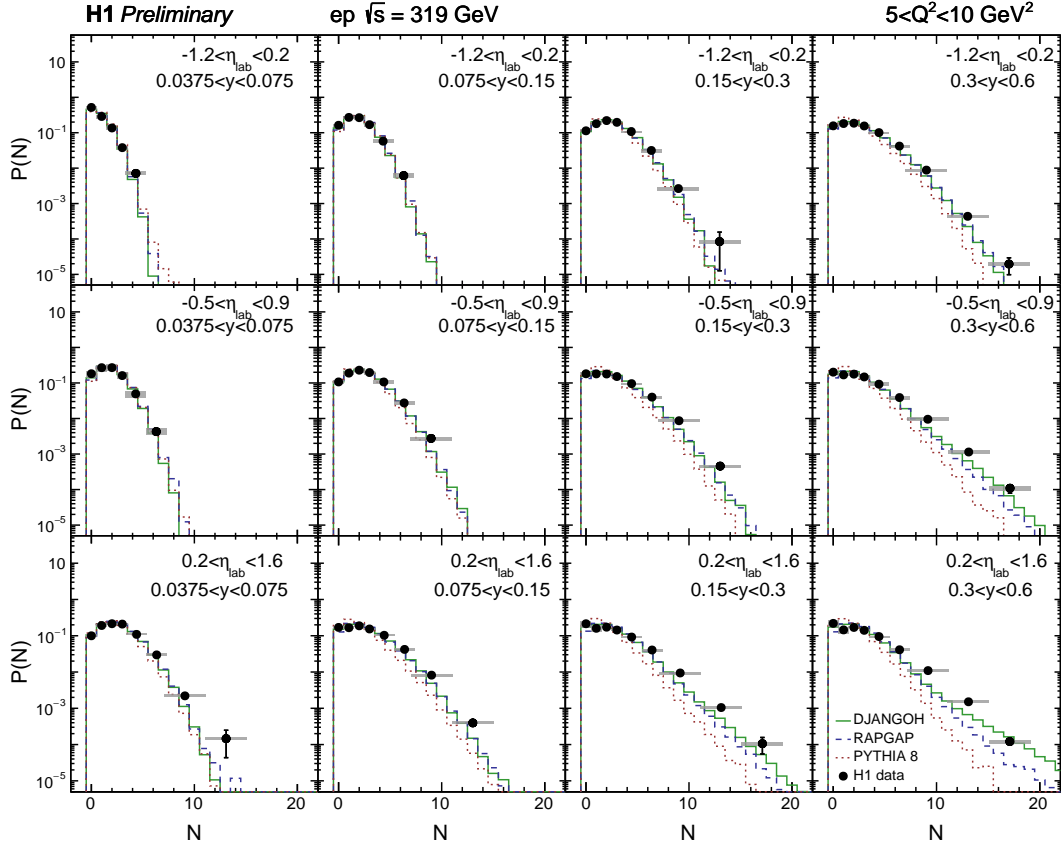 H1 Preliminary ep √s = 319 GeV 5<Q²<10 GeV²
-1.2<η_lab<0.2 -1.2<η_lab<0.2 -1.2<η_lab<0.2 -1.2<η_lab<0.2
0.0375<y<0.075 0.075<y<0.15 0.15<y<0.3 0.3<y<0.6
P(N)
10
10⁻¹
10⁻³
10⁻⁵
-0.5<η_lab<0.9 -0.5<η_lab<0.9 -0.5<η_lab<0.9 -0.5<η_lab<0.9
0.0375<y<0.075 0.075<y<0.15 0.15<y<0.3 0.3<y<0.6
P(N)
10
10⁻¹
10⁻³
10⁻⁵
0.2<η_lab<1.6 0.2<η_lab<1.6 0.2<η_lab<1.6 0.2<η_lab<1.6
0.0375<y<0.075 0.075<y<0.15 0.15<y<0.3 0.3<y<0.6
P(N)
10
10⁻¹
10⁻³
10⁻⁵
DJANGOH
RAPGAP
PYTHIA 8
H1 data
0 10 20 0 10 20 0 10 20 0 10 20
N N N N